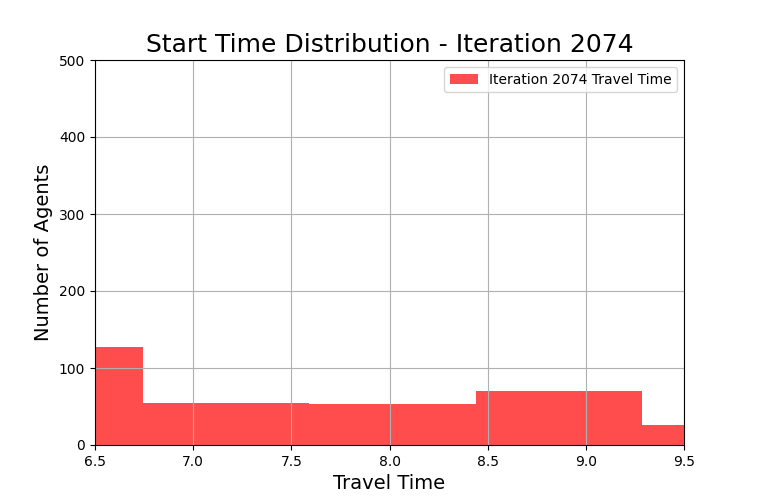 Start Time Distribution - Iteration 2074
Iteration 2074 Travel Time
Number of Agents
500
400
300
200
100
0
6.5 7.0 7.5 8.0 8.5 9.0 9.5
Travel Time